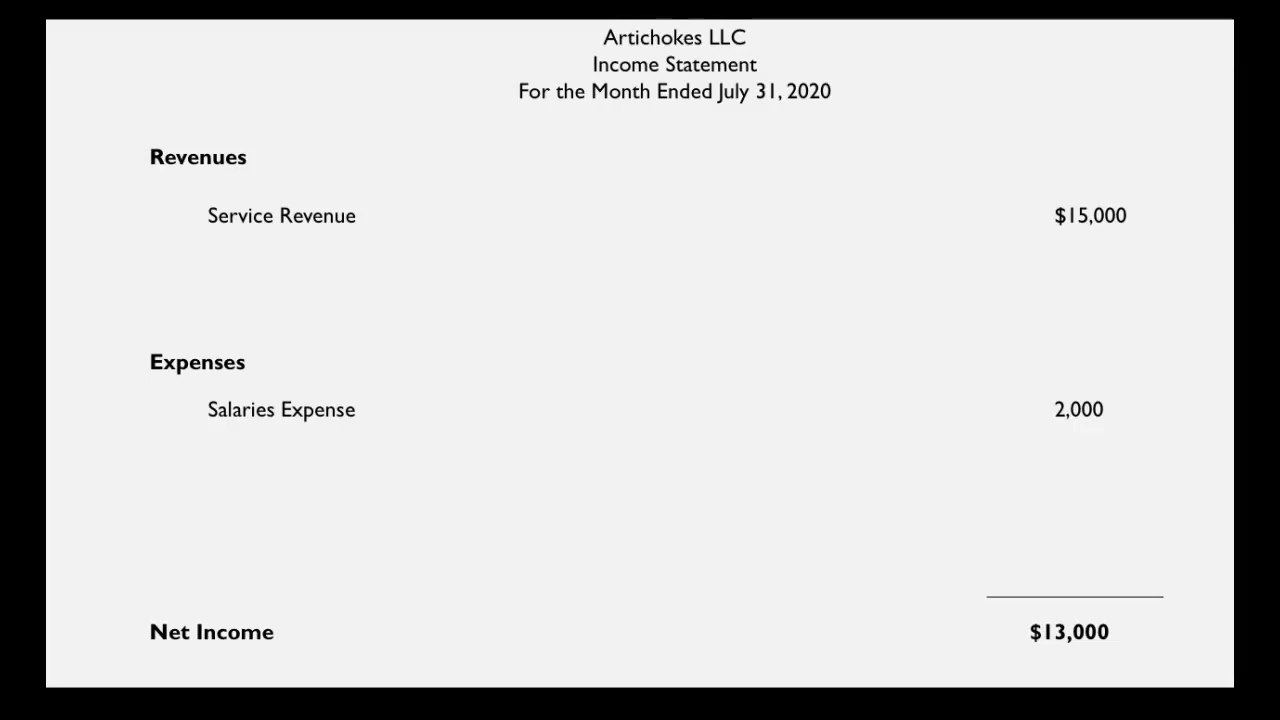 Artichokes LLC
Income Statement
For the Month Ended July 31, 2020
Revenues
Service Revenue $15,000
Expenses
Salaries Expense 2,000
Net Income $13,000